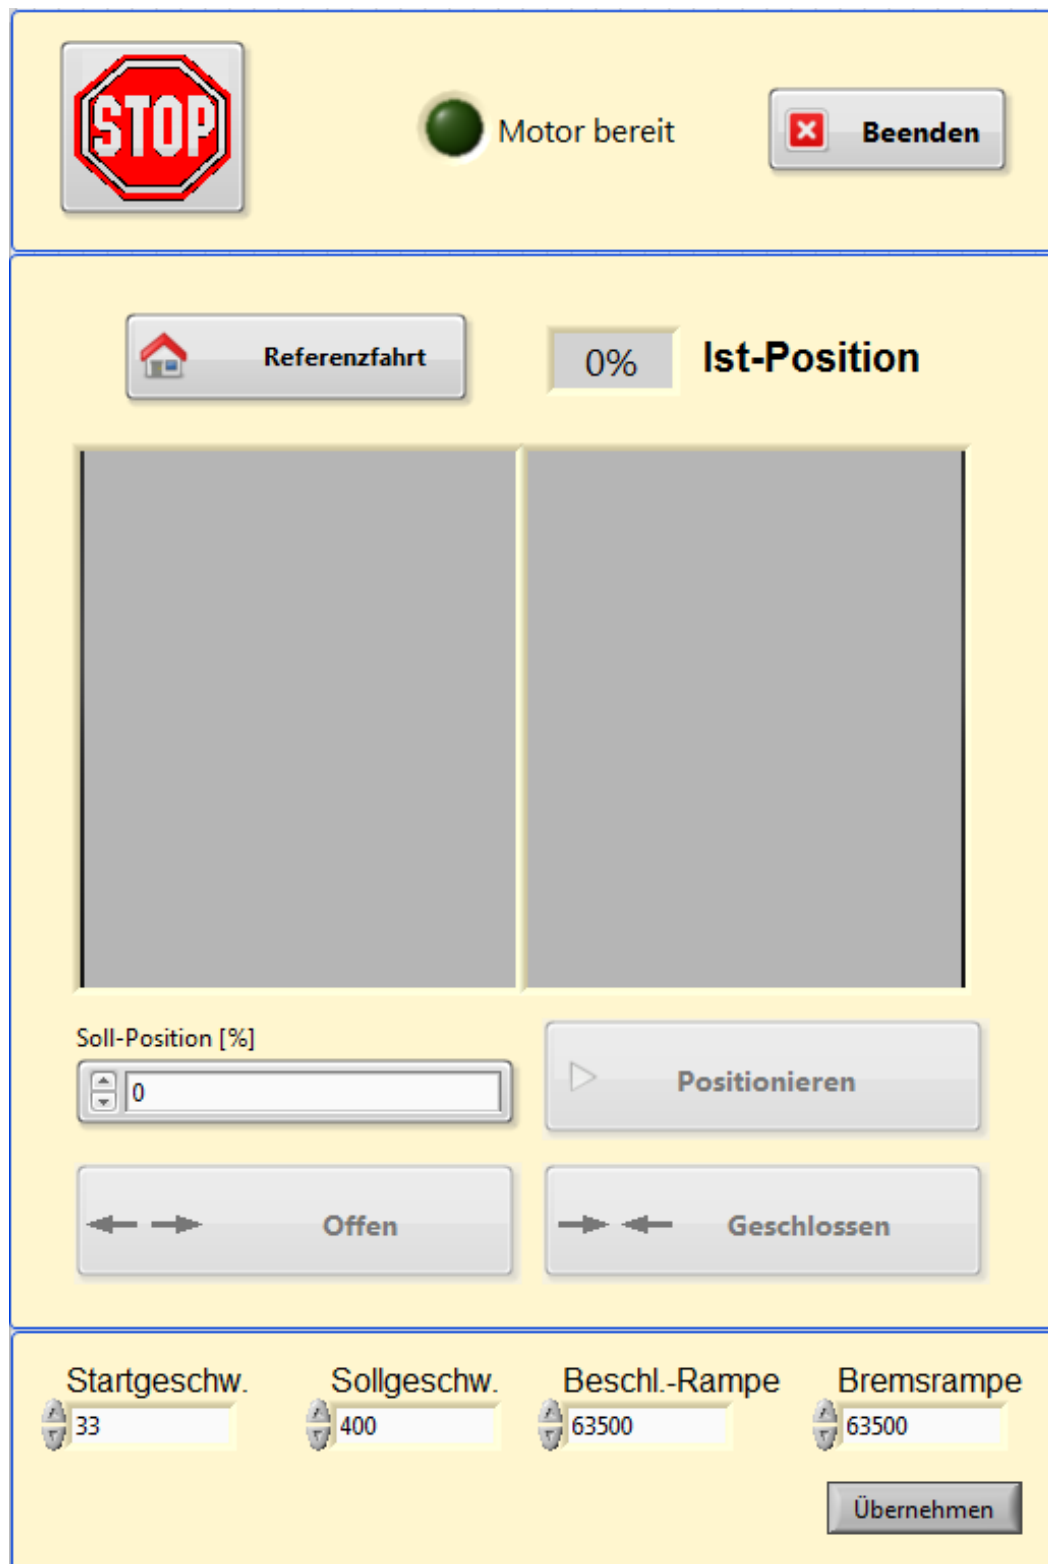 STOP
Motor bereit
Beenden
Referenzfahrt
0%
Ist-Position
Soll-Position [%]
0
Positionieren
Offen
Geschlossen
Startgeschw.
Sollgeschw.
Beschl.-Rampe
Bremsrampe
33
400
63500
63500
Übernehmen